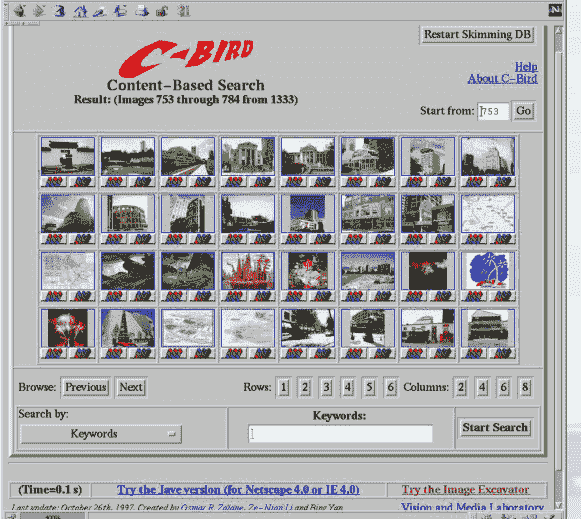 Restart Skimming DB
C-BIRD
Help
About C-Bird
Content-Based Search
Result: (Images 753 through 784 from 1333)
Start from: 753 Go
Browse: Previous Next Rows: 1 2 3 4 5 6 Columns: 2 4 6 8
Search by: Keywords:
Keywords Start Search
(Time=0.1 s) Try the Jave version (for Netscape 4.0 or IE 4.0) Try the Image Excavator
Last update: October 26th, 1997. Created by Osmar R. Zaïane, Ze-Nian Li and Bing Yan Vision and Media Laboratory